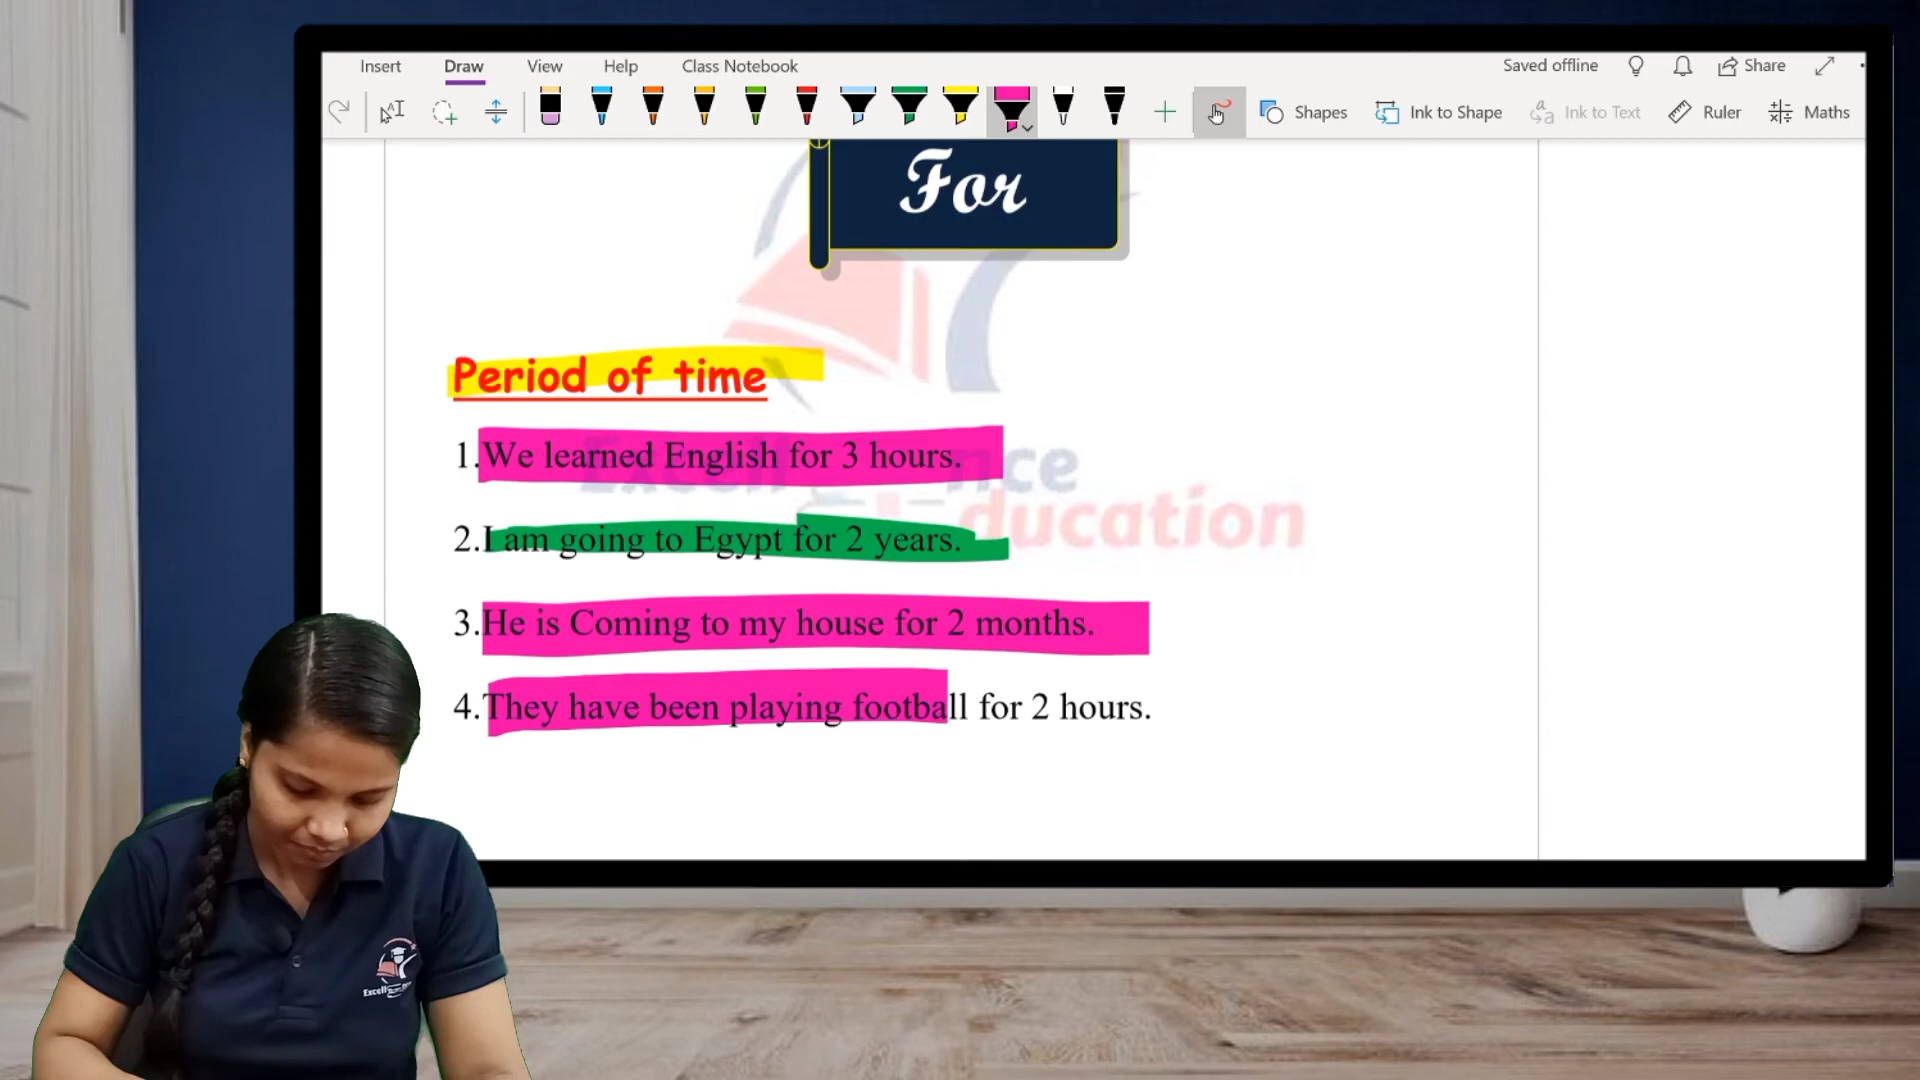 Insert Draw View Help Class Notebook Saved offline Share
Shapes Ink to Shape Ink to Text Ruler Maths
For
Period of time
1.We learned English for 3 hours.
2.I am going to Egypt for 2 years.
3.He is Coming to my house for 2 months.
4.They have been playing football for 2 hours.